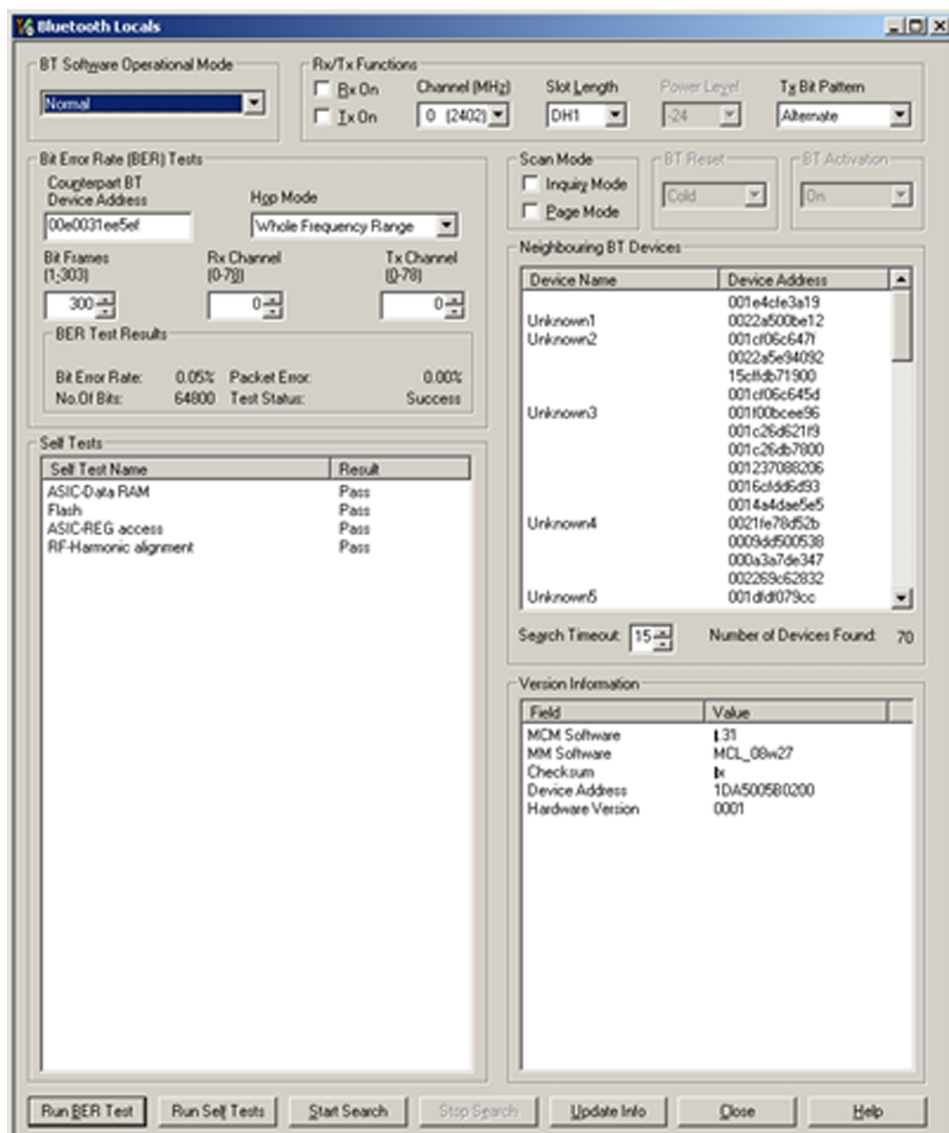 Bluetooth Locals
BT Software Operational Mode
Normal
Rx/Tx Functions
Rx On
Tx On
Channel (MHz)
0 (2402)
Slot Length
DH1
Power Level
-24
Tx Bit Pattern
Alternate
Bit Error Rate (BER) Tests
Counterpart BT
Device Address
00e0031ee5ef
Hop Mode
Whole Frequency Range
Bit Frames
(1-303)
300
Rx Channel
(0-78)
0
Tx Channel
(0-78)
0
BER Test Results
Bit Error Rate: 0.05% Packet Error: 0.00%
No.Of Bits: 64800 Test Status: Success
Scan Mode
Inquiry Mode
Page Mode
BT Reset
Cold
BT Activation
On
Self Tests
Self Test Name Result
ASIC-Data RAM Pass
Flash Pass
ASIC-REG access Pass
RF-Harmonic alignment Pass
Neighbouring BT Devices
Device Name Device Address
001e4cfe3a19
Unknown1 0022a500be12
Unknown2 001cf06c647f
0022a5e94092
15cffdb71900
001cf06c645d
Unknown3 001f00bcee96
001c26d621f9
001c26db7800
001237088206
0016cfdd6d93
0014a4dae5e5
Unknown4 0021fe78d52b
0009dd500538
000a3a7de347
002269c62832
Unknown5 001dfdf079cc
Search Timeout: 15 Number of Devices Found: 70
Version Information
Field Value
MCM Software .31
MM Software MCL_08w27
Checksum
Device Address 1DA5005B0200
Hardware Version 0001
Run BER Test Run Self Tests Start Search Stop Search Update Info Close Help